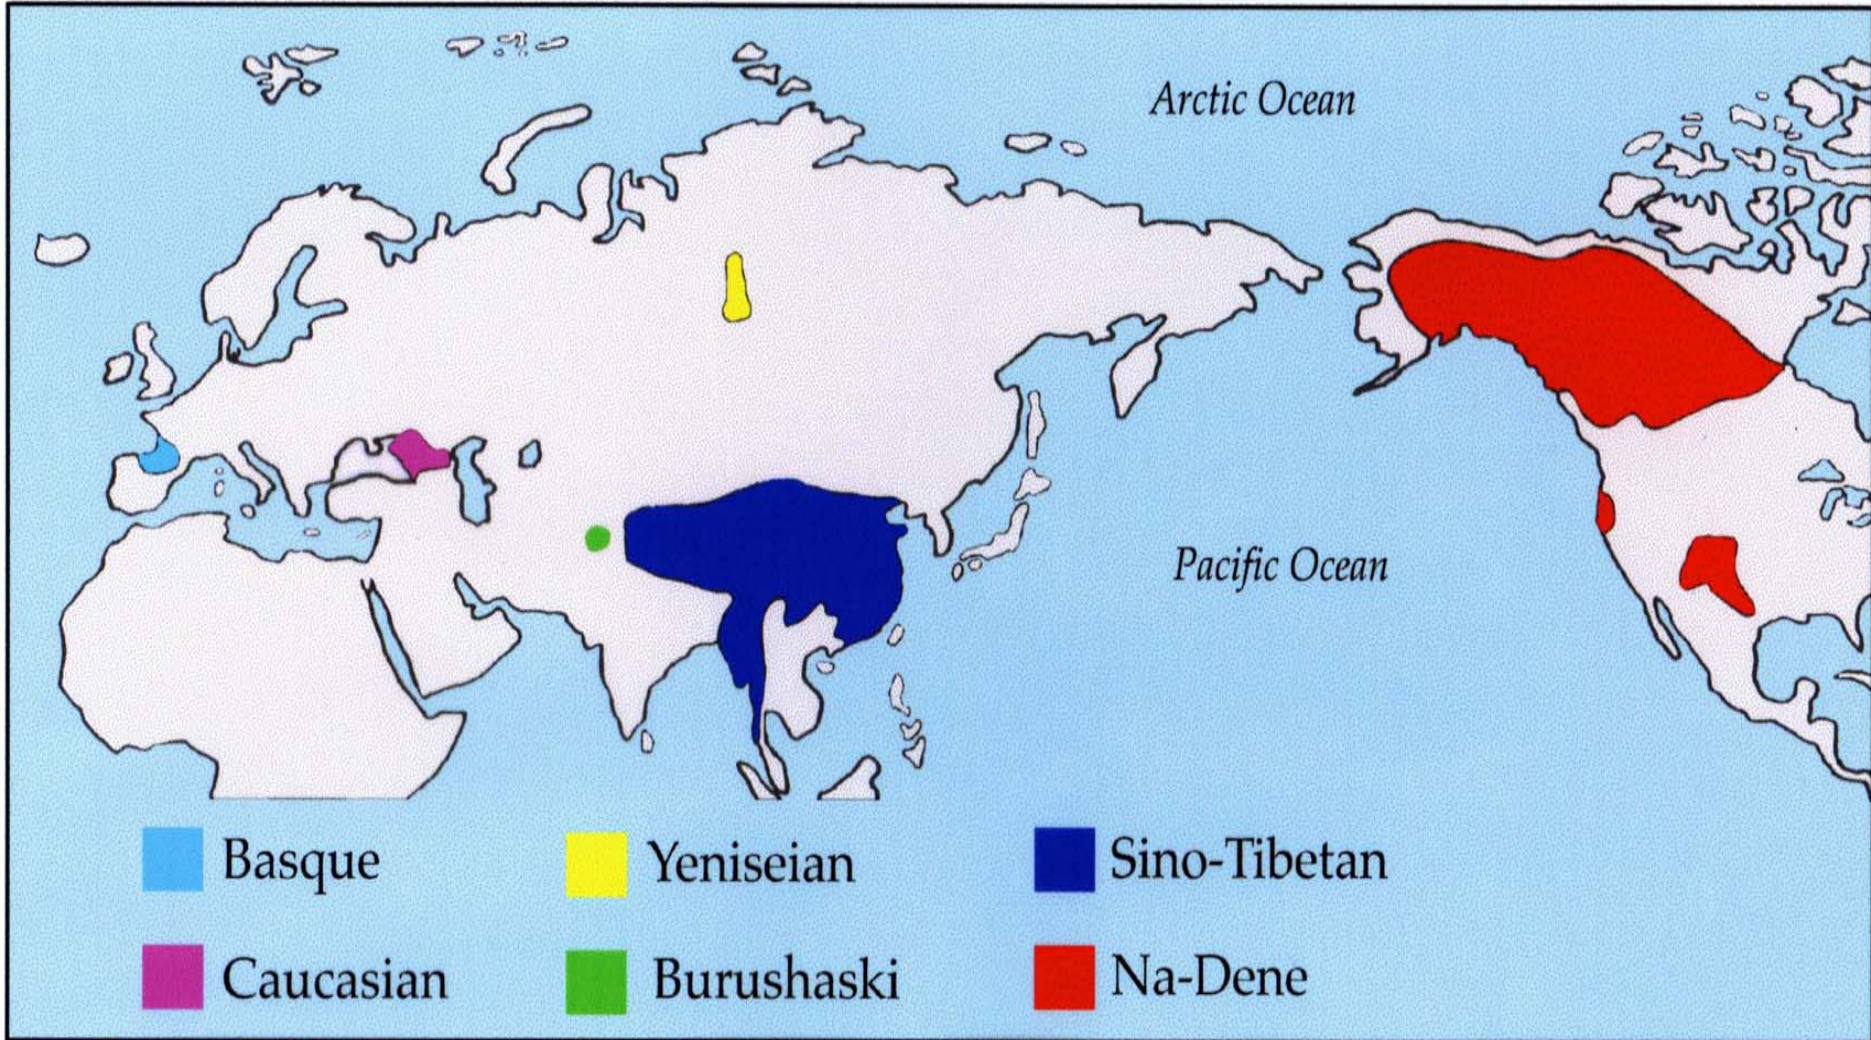 Arctic Ocean
Pacific Ocean
Basque
Yeniseian
Sino-Tibetan
Caucasian
Burushaski
Na-Dene